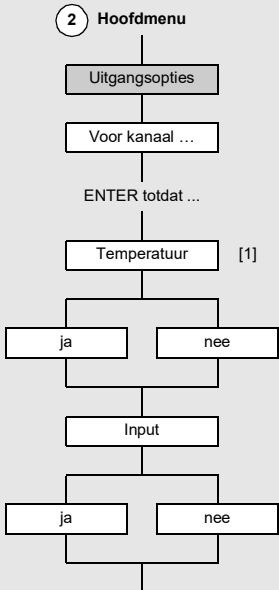 2 Hoofdmenu
Uitgangsopties
Voor kanaal …
ENTER totdat ...
Temperatuur [1]
ja nee
Input
ja nee